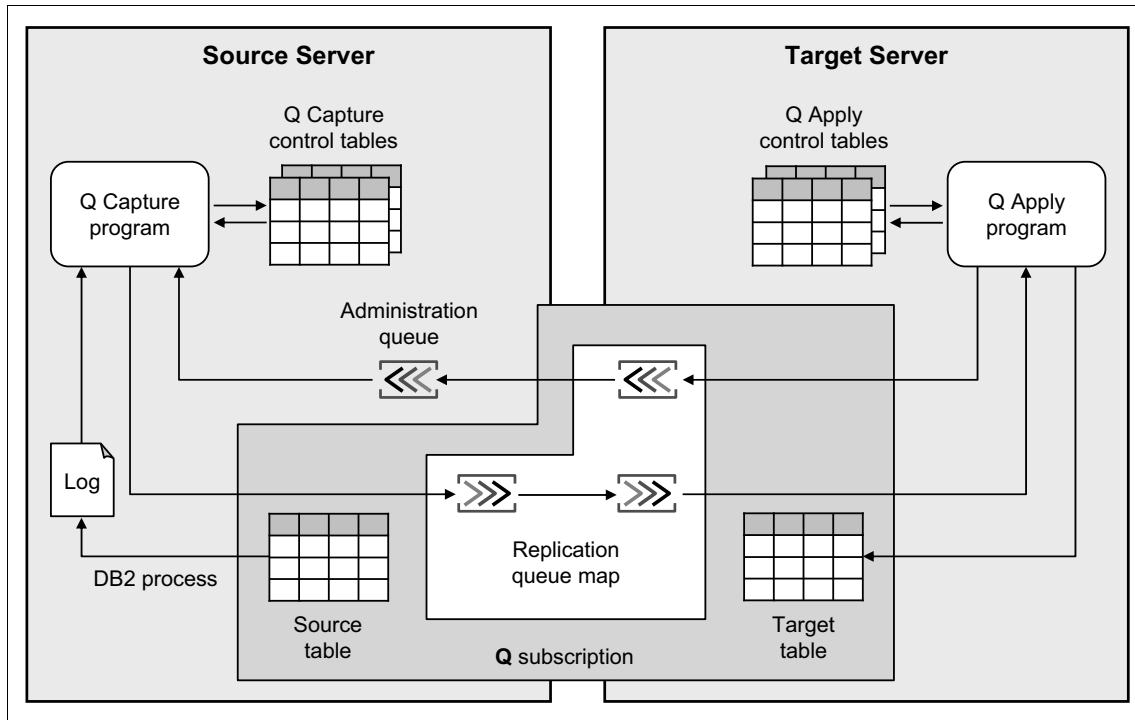 Source Server
Target Server
Q Capture
control tables
Q Apply
control tables
Q Capture
program
Q Apply
program
Administration
queue
Log
Replication
queue map
DB2 process
Source
table
Target
table
Q subscription